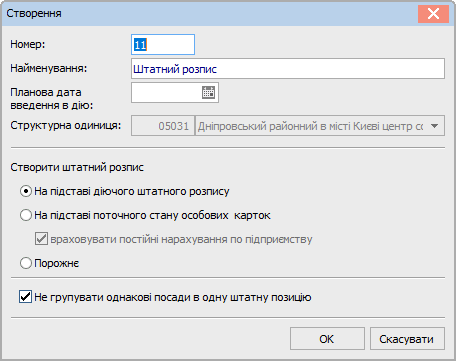 Створення
Номер: 11
Найменування: Штатний розпис
Планова дата
введення в дію:
Структурна одиниця: 05031 Дніпровський районний в місті Києві центр со
Створити штатний розпис
На підставі діючого штатного розпису
На підставі поточного стану особових карток
враховувати постійні нарахування по підприємству
Порожнє
Не групувати однакові посади в одну штатну позицію
ОК Скасувати